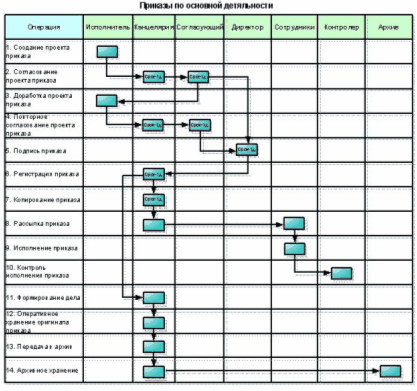 Приказы по основной детяльности
Операция Исполнитель Канцелярия Согласующий Директор Сотрудники Контролер Архив
1. Создание проекта
приказа
2. Согласование
проекта приказа
3. Доработка проекта
приказа
4. Повторное
согласование проекта
приказа
5. Подпись приказа
6. Регистрация приказа
7. Копирование приказа
8. Рассылка приказа
9. Исполнение приказа
10. Контроль
исполнения приказа
11. Формирование дела
12. Оперативное
хранение оригинала
приказа
13. Передача в архив
14. Архивное хранение